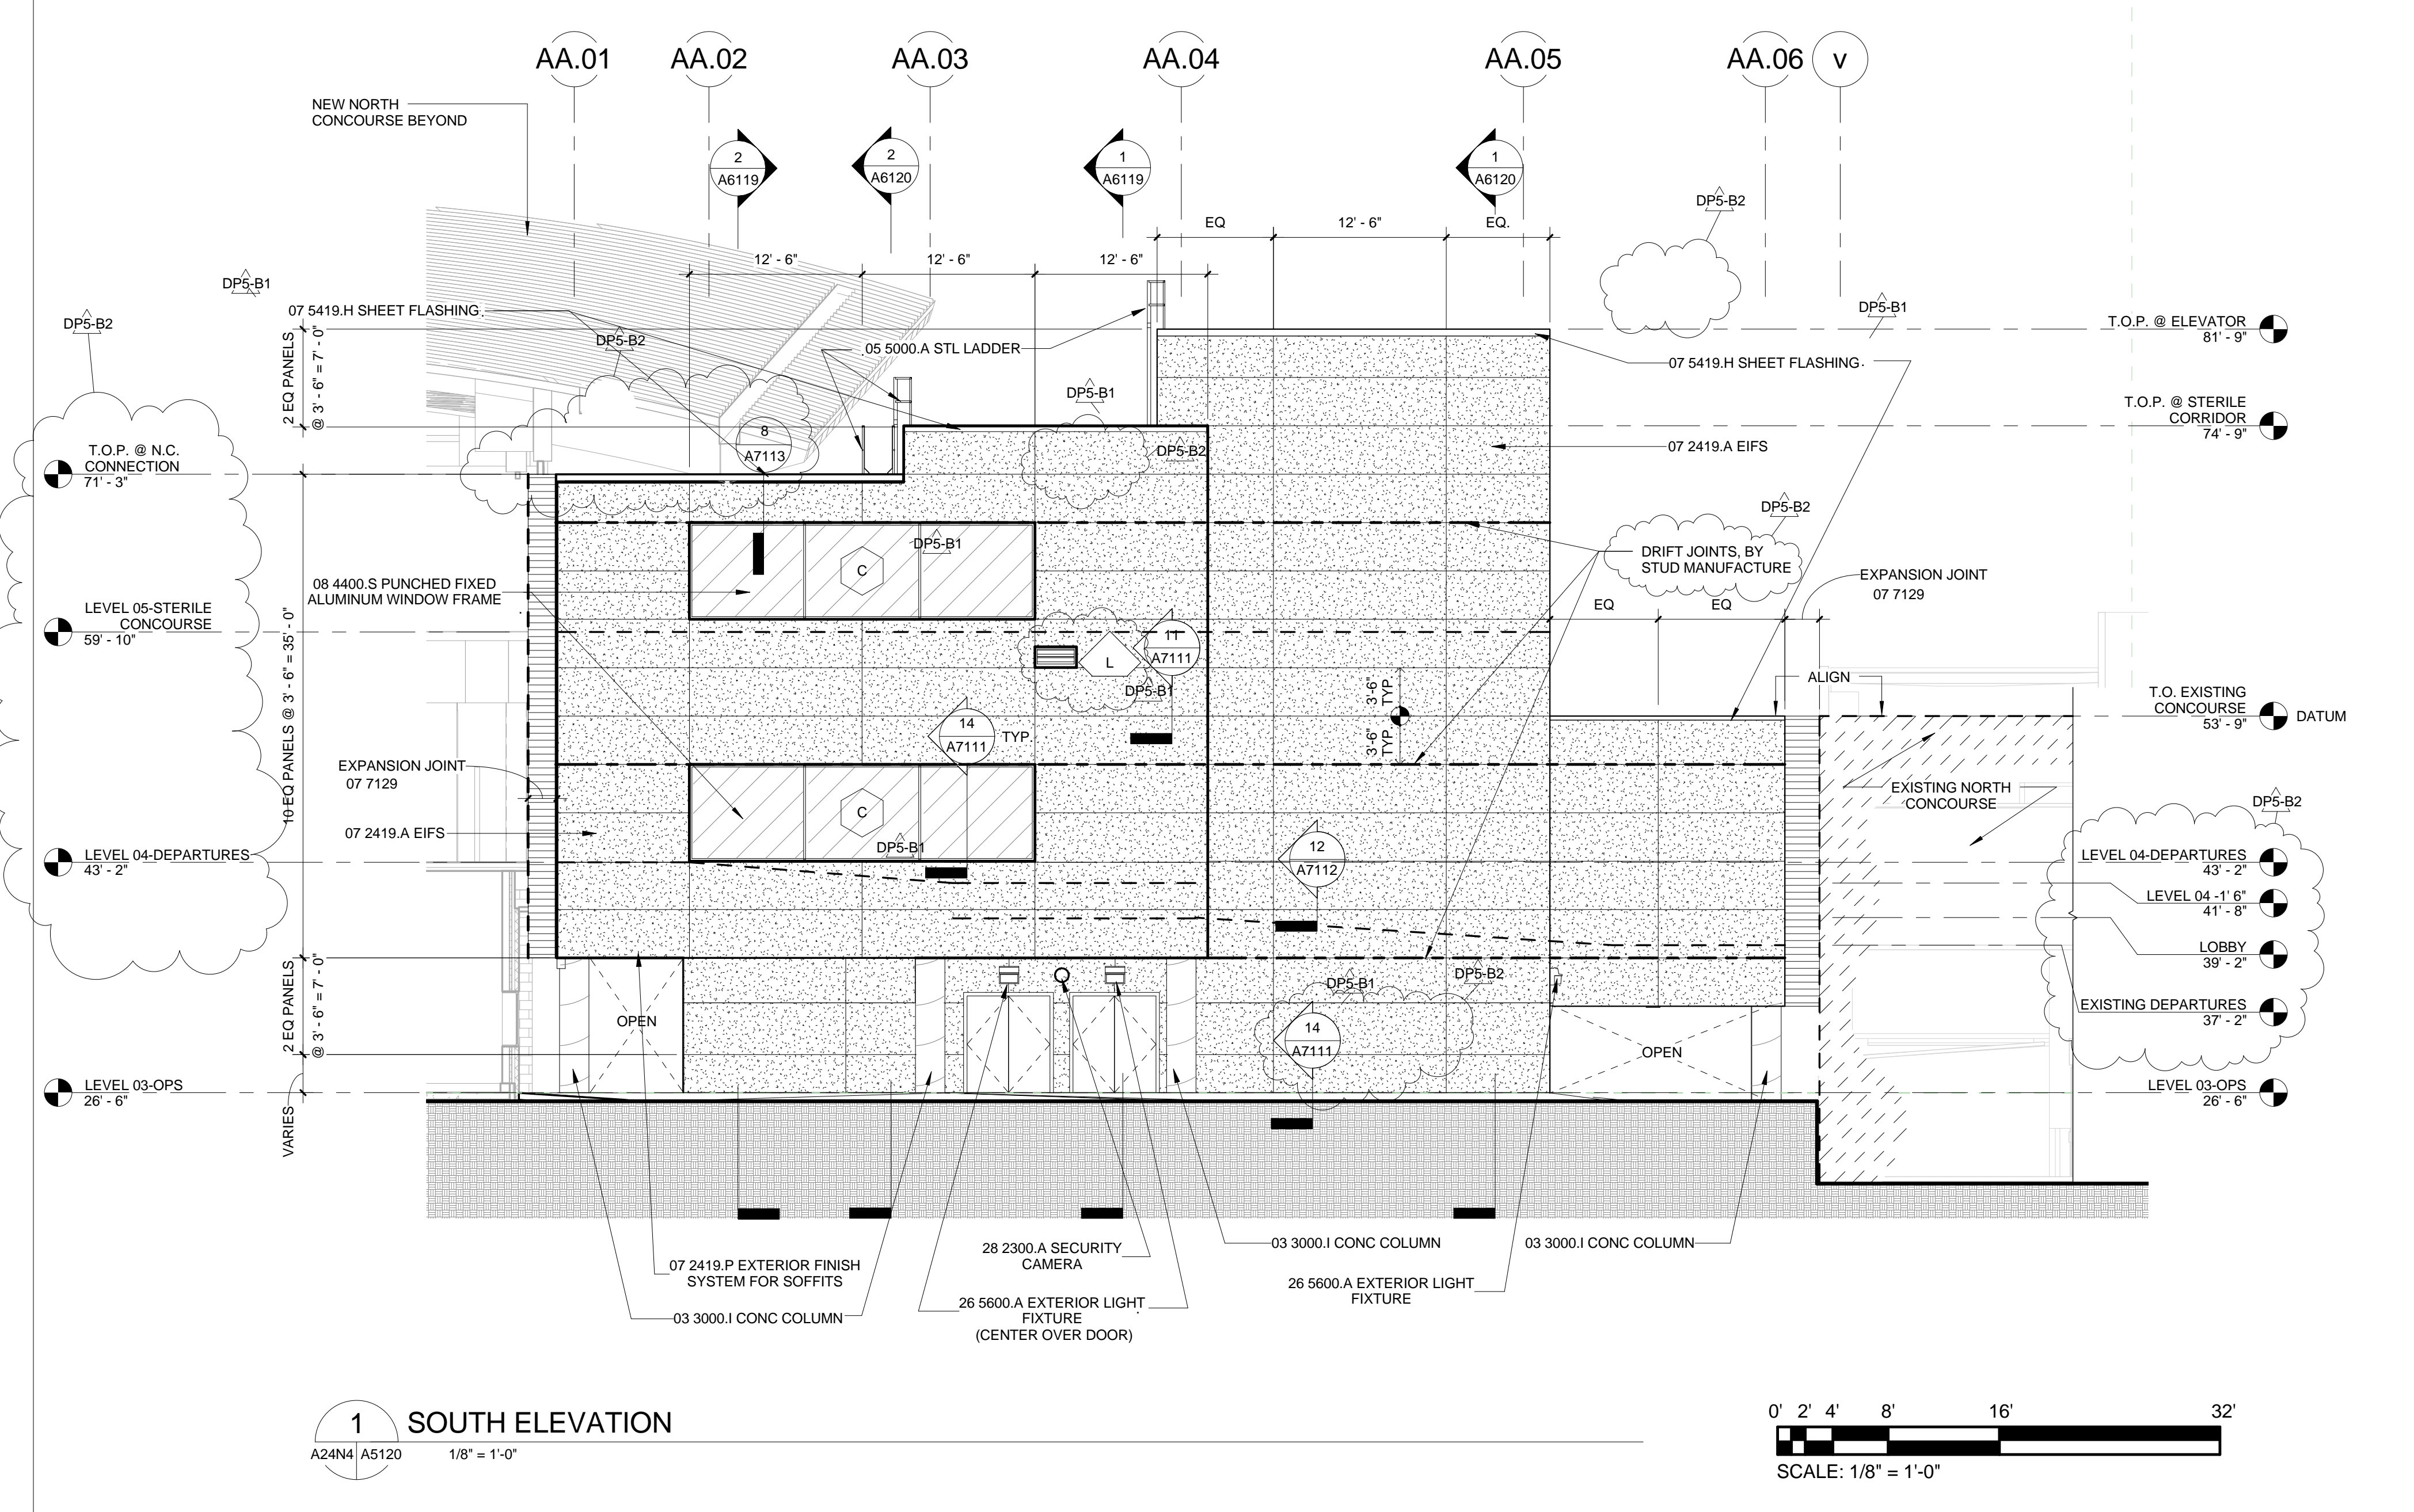 AA.01
AA.02
AA.03
AA.04
AA.05
AA.06
v
NEW NORTH
CONCOURSE BEYOND
2
A6119
2
A6120
1
A6119
1
A6120
DP5-B2
EQ
12' - 6"
EQ.
12' - 6"
12' - 6"
12' - 6"
DP5-B1
DP5-B2
07 5419.H SHEET FLASHING
DP5-B2
05 5000.A STL LADDER
DP5-B1
T.O.P. @ ELEVATOR
81' - 9"
07 5419.H SHEET FLASHING
2 EQ PANELS
@ 3' - 6" = 7' - 0"
DP5-B1
T.O.P. @ STERILE
CORRIDOR
74' - 9"
8
A7113
DP5-B2
07 2419.A EIFS
T.O.P. @ N.C.
CONNECTION
71' - 3"
DP5-B2
DP5-B1
C
DRIFT JOINTS, BY
STUD MANUFACTURE
EXPANSION JOINT
07 7129
08 4400.S PUNCHED FIXED
ALUMINUM WINDOW FRAME
EQ
EQ
LEVEL 05-STERILE
CONCOURSE
59' - 10"
11
A7111
L
DP5-B1
10 EQ PANELS @ 3' - 6" = 35' - 0"
3'-6"
TYP.
3'-6"
TYP.
ALIGN
T.O. EXISTING
CONCOURSE
53' - 9"
DATUM
14
A7111
TYP.
EXPANSION JOINT
07 7129
EXISTING NORTH
CONCOURSE
DP5-B2
C
07 2419.A EIFS
DP5-B1
12
A7112
LEVEL 04-DEPARTURES
43' - 2"
LEVEL 04-DEPARTURES
43' - 2"
LEVEL 04 -1' 6"
41' - 8"
LOBBY
39' - 2"
EXISTING DEPARTURES
37' - 2"
2 EQ PANELS
@ 3' - 6" = 7' - 0"
DP5-B1
DP5-B2
OPEN
14
A7111
OPEN
LEVEL 03-OPS
26' - 6"
LEVEL 03-OPS
26' - 6"
VARIES
07 2419.P EXTERIOR FINISH
SYSTEM FOR SOFFITS
28 2300.A SECURITY
CAMERA
03 3000.I CONC COLUMN
03 3000.I CONC COLUMN
26 5600.A EXTERIOR LIGHT
FIXTURE
03 3000.I CONC COLUMN
26 5600.A EXTERIOR LIGHT
FIXTURE
(CENTER OVER DOOR)
1
SOUTH ELEVATION
A24N4
A5120
1/8" = 1'-0"
0' 2' 4' 8' 16' 32'
SCALE: 1/8" = 1'-0"